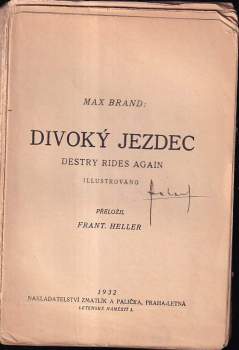 MAX BRAND:
DIVOKÝ JEZDEC
DESTRY RIDES AGAIN
ILLUSTROVÁNO
PŘELOŽIL
FRANT. HELLER
1932
NAKLADATELSTVÍ ZMATLÍK A PALIČKA, PRAHA-LETNÁ
LETENSKÉ NÁMĚSTÍ 1.